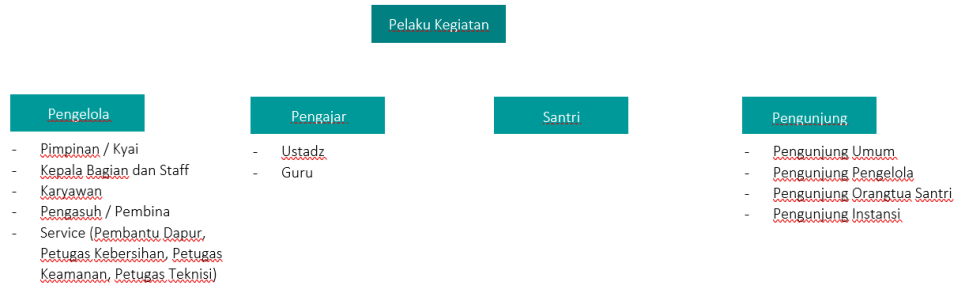 Pelaku Kegiatan
Pengelola
- Pimpinan / Kyai
- Kepala Bagian dan Staff
- Karyawan
- Pengasuh / Pembina
- Service (Pembantu Dapur,
Petugas Kebersihan, Petugas
Keamanan, Petugas Teknisi)
Pengajar
- Ustadz
- Guru
Santri
Pengunjung
- Pengunjung Umum
- Pengunjung Pengelola
- Pengunjung Orangtua Santri
- Pengunjung Instansi